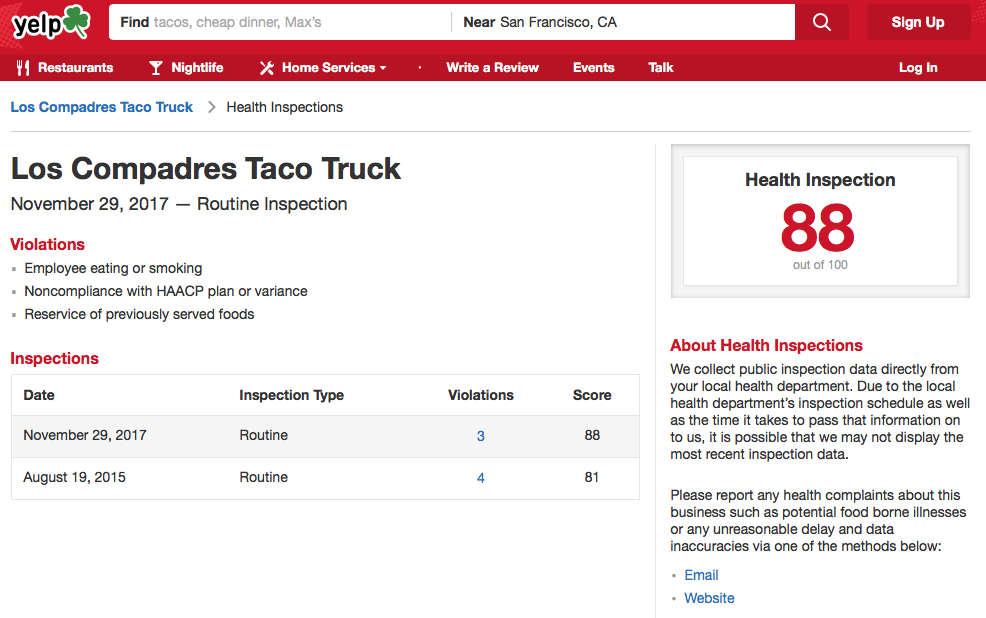 yelp
Find tacos, cheap dinner, Max's
Near San Francisco, CA
Sign Up
Restaurants
Nightlife
Home Services
Write a Review
Events
Talk
Log In
Los Compadres Taco Truck
Health Inspections
Los Compadres Taco Truck
November 29, 2017 — Routine Inspection
Violations
Employee eating or smoking
Noncompliance with HAACP plan or variance
Reservice of previously served foods
Inspections
Date Inspection Type Violations Score
November 29, 2017 Routine 3 88
August 19, 2015 Routine 4 81
Health Inspection
88
out of 100
About Health Inspections
We collect public inspection data directly from
your local health department. Due to the local
health department's inspection schedule as well
as the time it takes to pass that information on
to us, it is possible that we may not display the
most recent inspection data.
Please report any health complaints about this
business such as potential food borne illnesses
or any unreasonable delay and data
inaccuracies via one of the methods below:
Email
Website